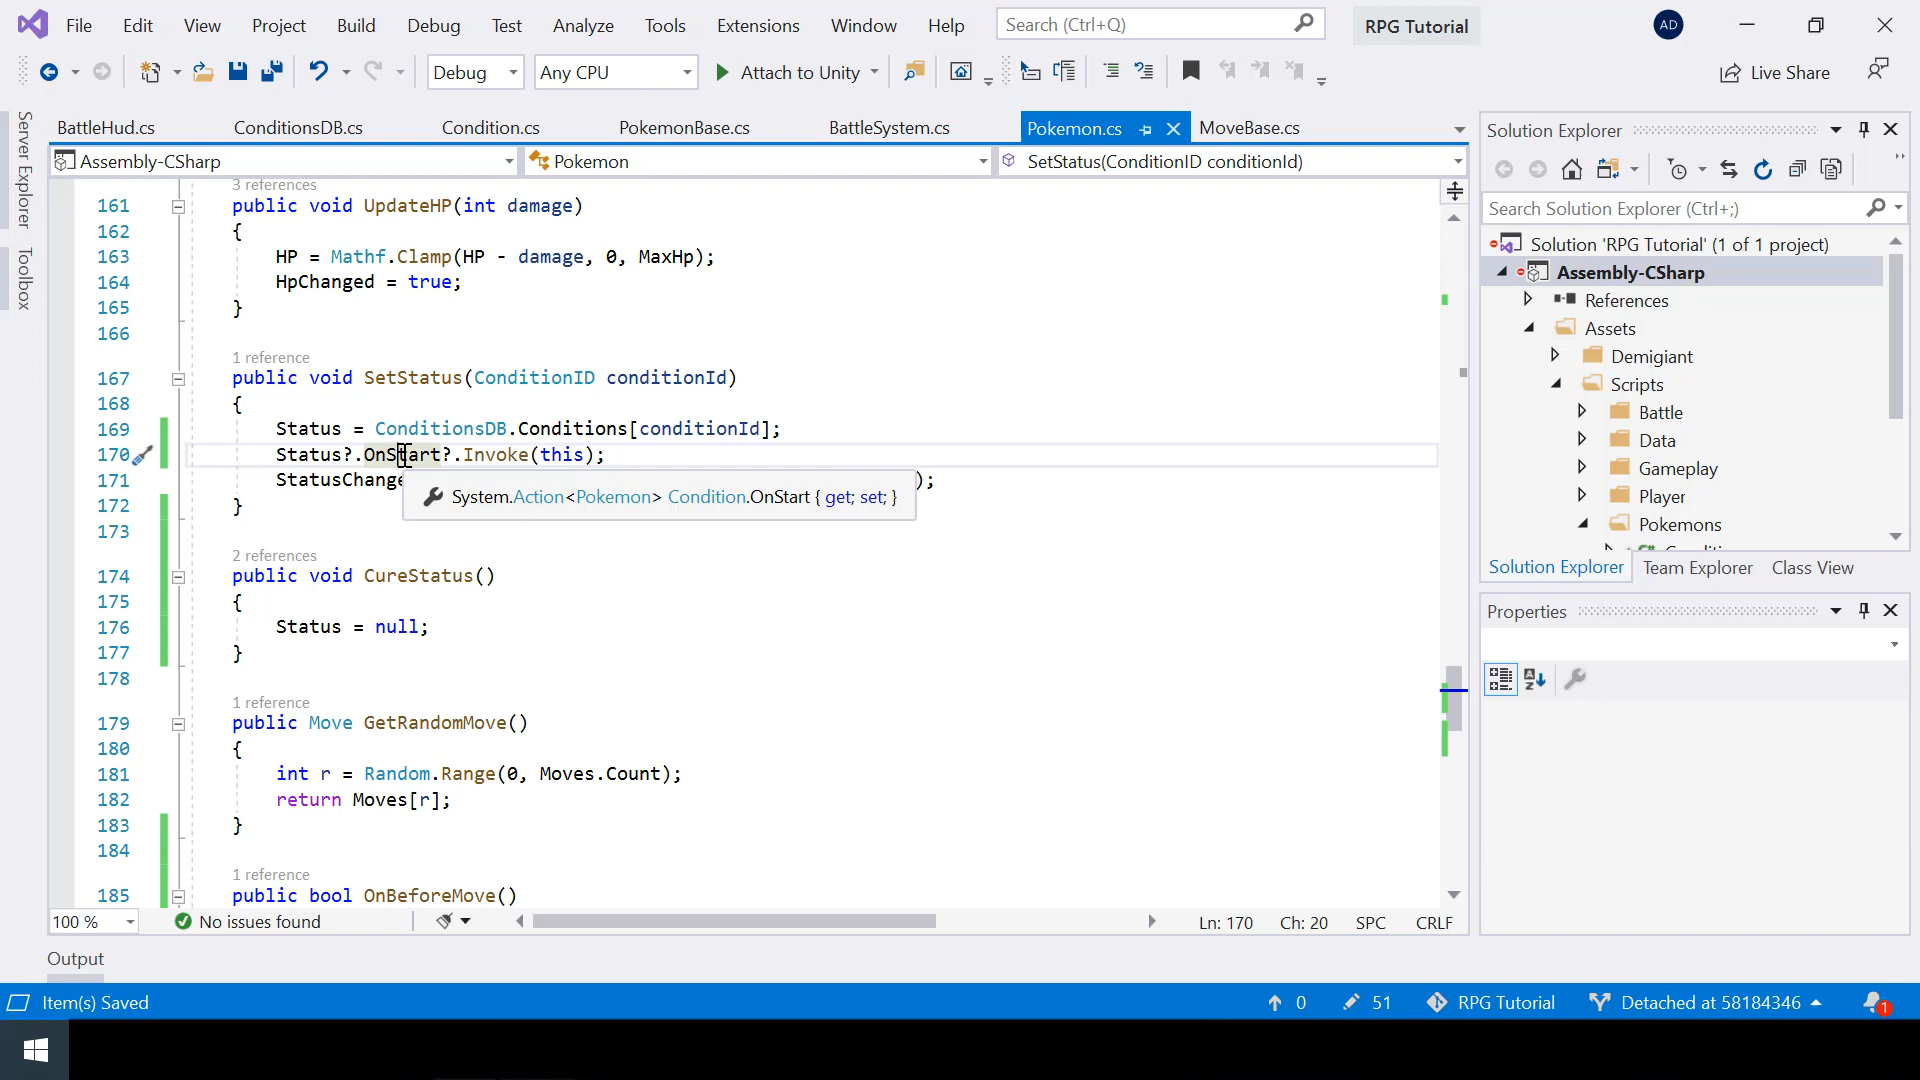 File Edit View Project Build Debug Test Analyze Tools Extensions Window Help Search (Ctrl+Q) RPG Tutorial AD
Debug Any CPU Attach to Unity Live Share
Server Explorer
Toolbox
BattleHud.cs ConditionsDB.cs Condition.cs PokemonBase.cs BattleSystem.cs Pokemon.cs MoveBase.cs
Assembly-CSharp Pokemon SetStatus(ConditionID conditionId)
3 references
161 public void UpdateHP(int damage)
162 {
163 HP = Mathf.Clamp(HP - damage, 0, MaxHp);
164 HpChanged = true;
165 }
166
1 reference
167 public void SetStatus(ConditionID conditionId)
168 {
169 Status = ConditionsDB.Conditions[conditionId];
170 Status?.OnStart?.Invoke(this);
171 StatusChange );
System.Action<Pokemon> Condition.OnStart { get; set; }
172 }
173
2 references
174 public void CureStatus()
175 {
176 Status = null;
177 }
178
1 reference
179 public Move GetRandomMove()
180 {
181 int r = Random.Range(0, Moves.Count);
182 return Moves[r];
183 }
184
1 reference
185 public bool OnBeforeMove()
100 % No issues found Ln: 170 Ch: 20 SPC CRLF
Output
Solution Explorer
Search Solution Explorer (Ctrl+;)
Solution 'RPG Tutorial' (1 of 1 project)
Assembly-CSharp
References
Assets
Demigiant
Scripts
Battle
Data
Gameplay
Player
Pokemons
Solution Explorer Team Explorer Class View
Properties
Item(s) Saved 0 51 RPG Tutorial Detached at 58184346 1